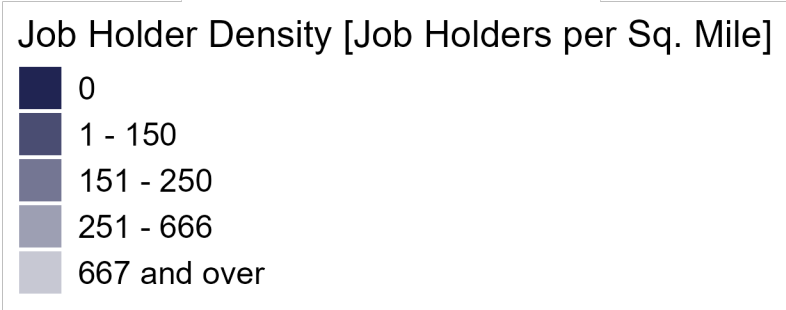 Job Holder Density [Job Holders per Sq. Mile]
0
1 - 150
151 - 250
251 - 666
667 and over